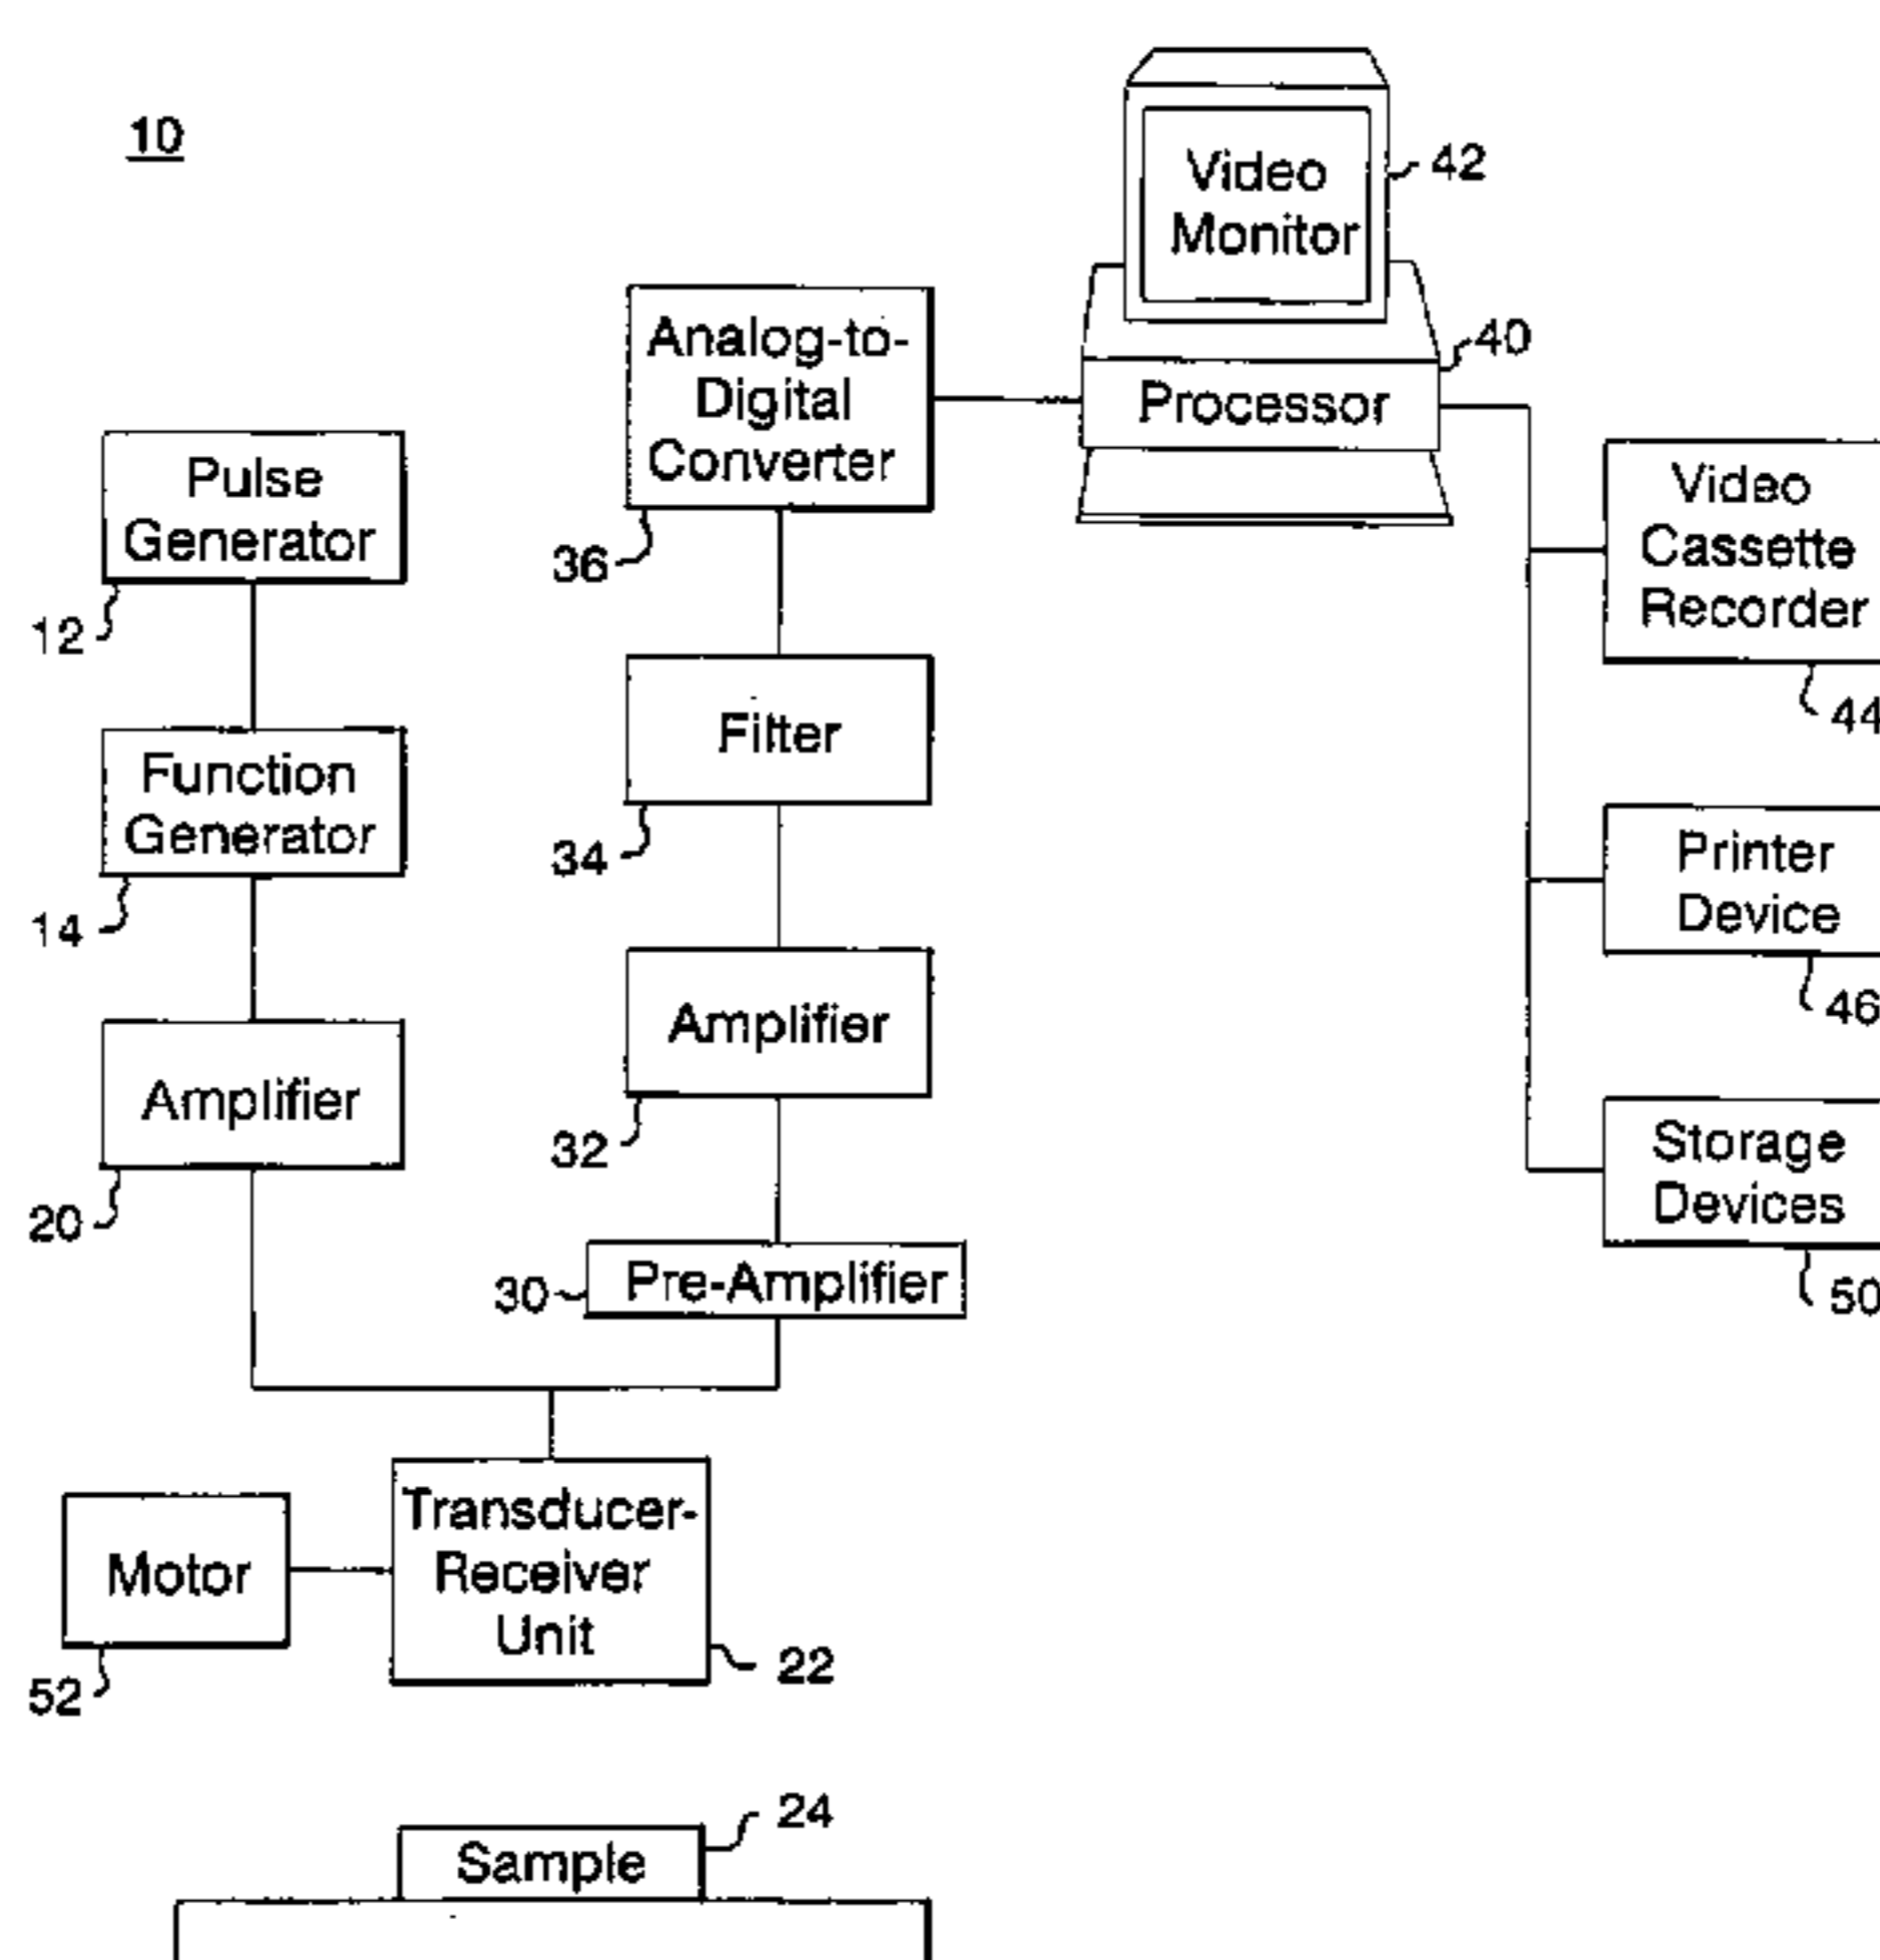 10
Video
Monitor
42
Analog-to-
Digital
Converter
36
Processor
40
Pulse
Generator
12
Video
Cassette
Recorder
44
Function
Generator
14
Filter
34
Printer
Device
46
Amplifier
20
Amplifier
32
Storage
Devices
50
Pre-Amplifier
30
Motor
52
Transducer-
Receiver
Unit
22
Sample
24